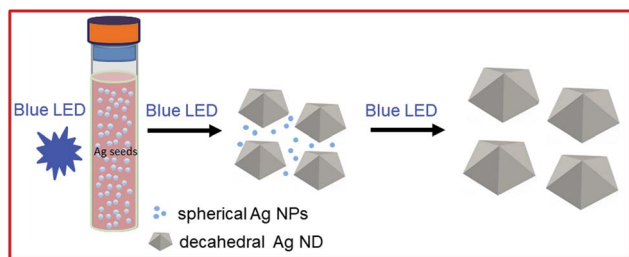 Blue LED
Ag seeds
Blue LED
Blue LED
spherical Ag NPs
decahedral Ag ND